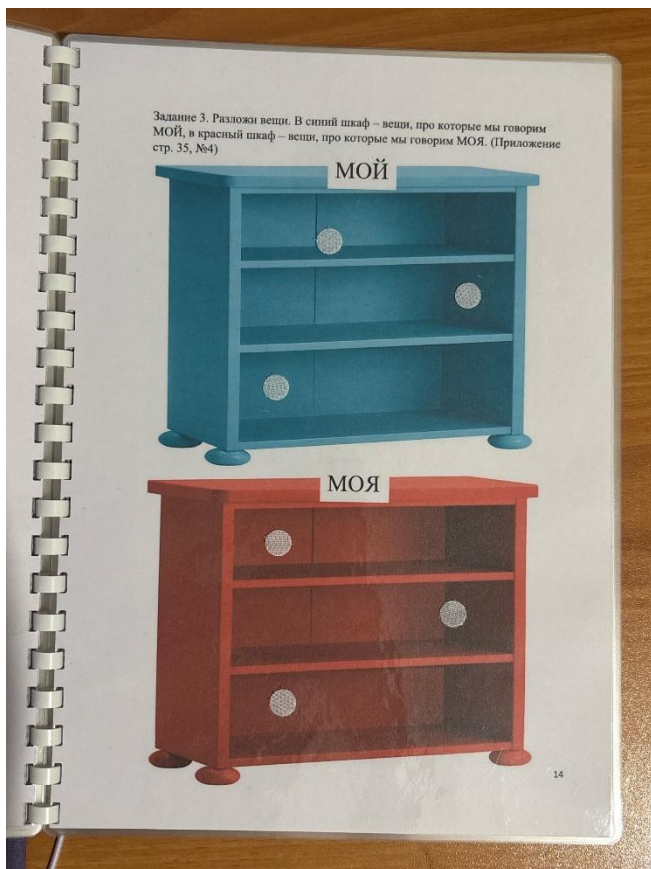 Задание 3. Разложи вещи. В синий шкаф – вещи, про которые мы говорим
МОЙ, в красный шкаф – вещи, про которые мы говорим МОЯ. (Приложение
стр. 35, №4)
МОЙ
МОЯ
14